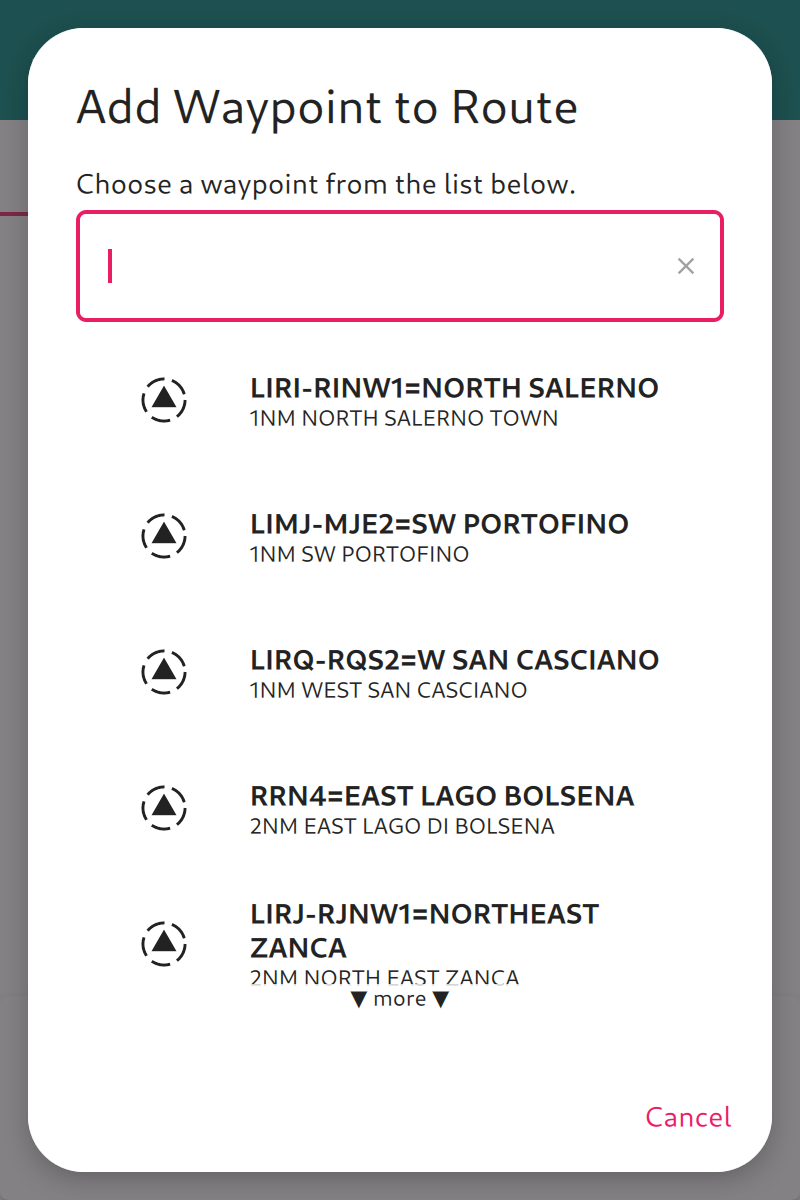 Add Waypoint to Route
Choose a waypoint from the list below.
LIRI-RINW1=NORTH SALERNO
1NM NORTH SALERNO TOWN
LIMJ-MJE2=SW PORTOFINO
1NM SW PORTOFINO
LIRQ-RQS2=W SAN CASCIANO
1NM WEST SAN CASCIANO
RRN4=EAST LAGO BOLSENA
2NM EAST LAGO DI BOLSENA
LIRJ-RJNW1=NORTHEAST
ZANCA
2NM NORTH EAST ZANCA
▼ more ▼
Cancel